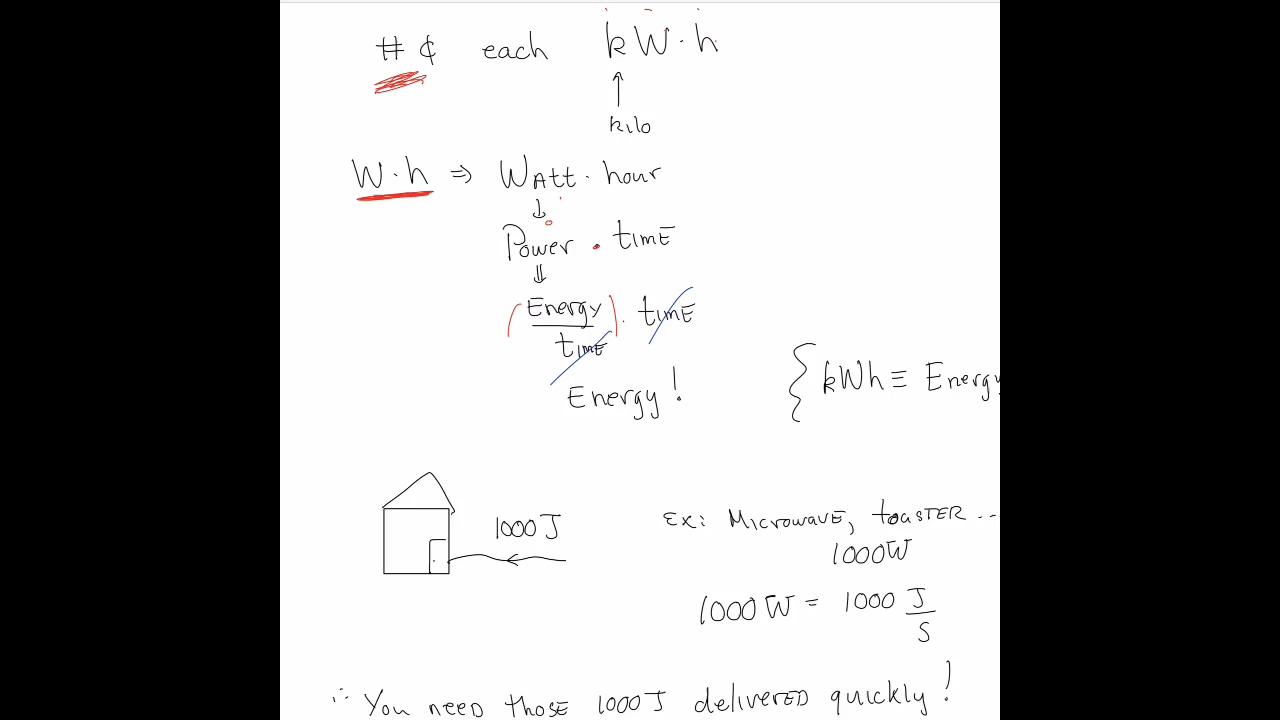 # ¢ each kW·h
kilo
W·h ⇒ WAtt · hour
Power · tIME
(Energy/tIME) · tIME
Energy!
{ kWh ≡ Energy
1000 J
Ex: MICROWAVE, toaSTER ...
1000W
1000 W = 1000 J/S
∴ You need those 1000 J delivered quickly!